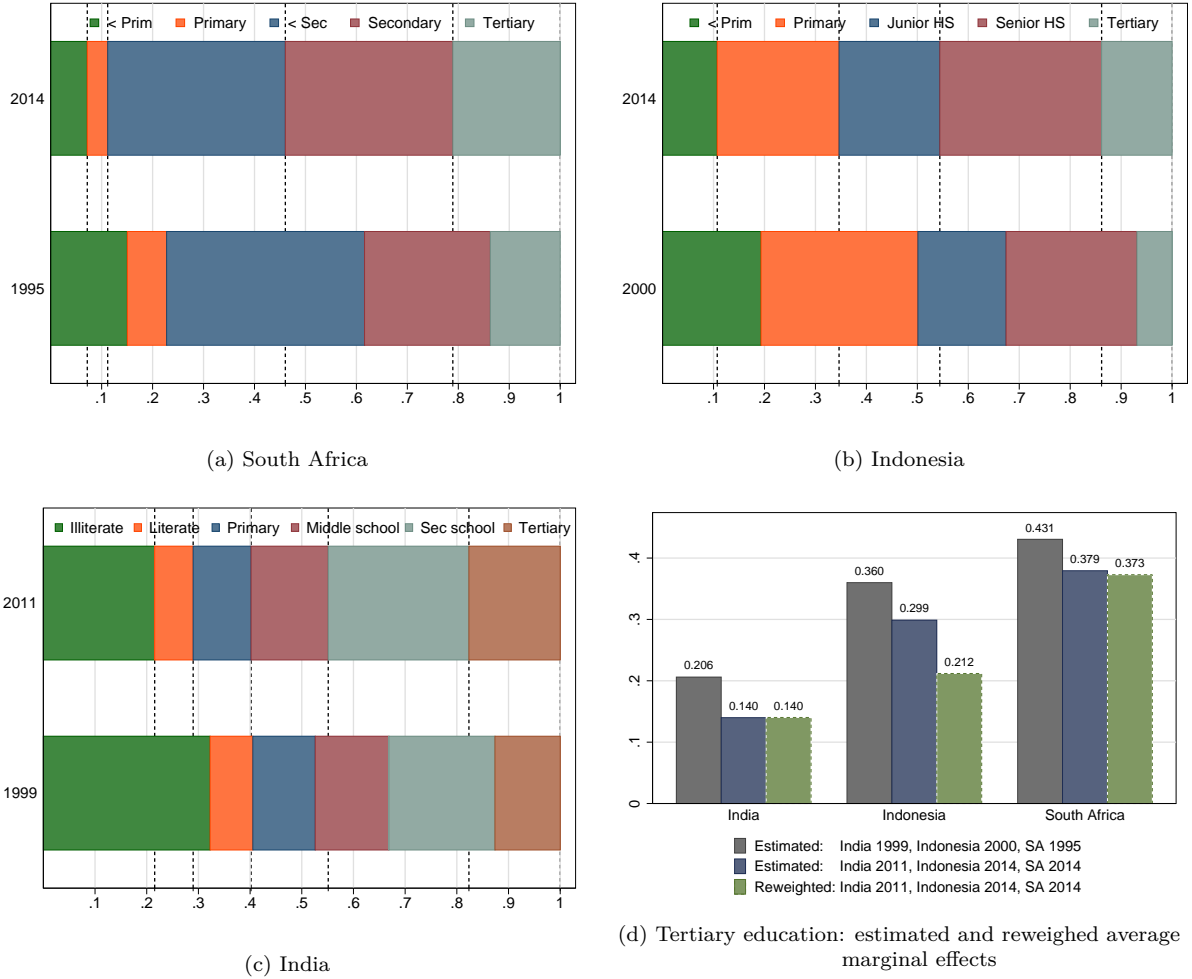 < Prim Primary < Sec Secondary Tertiary
2014
1995
.1 .2 .3 .4 .5 .6 .7 .8 .9 1
(a) South Africa
< Prim Primary Junior HS Senior HS Tertiary
2014
2000
.1 .2 .3 .4 .5 .6 .7 .8 .9 1
(b) Indonesia
Illiterate Literate Primary Middle school Sec school Tertiary
2011
1999
.1 .2 .3 .4 .5 .6 .7 .8 .9 1
(c) India
.4
.3
.2
.1
0
0.206 0.140 0.140
0.360 0.299 0.212
0.431 0.379 0.373
India Indonesia South Africa
Estimated: India 1999, Indonesia 2000, SA 1995
Estimated: India 2011, Indonesia 2014, SA 2014
Reweighted: India 2011, Indonesia 2014, SA 2014
(d) Tertiary education: estimated and reweighed average
marginal effects